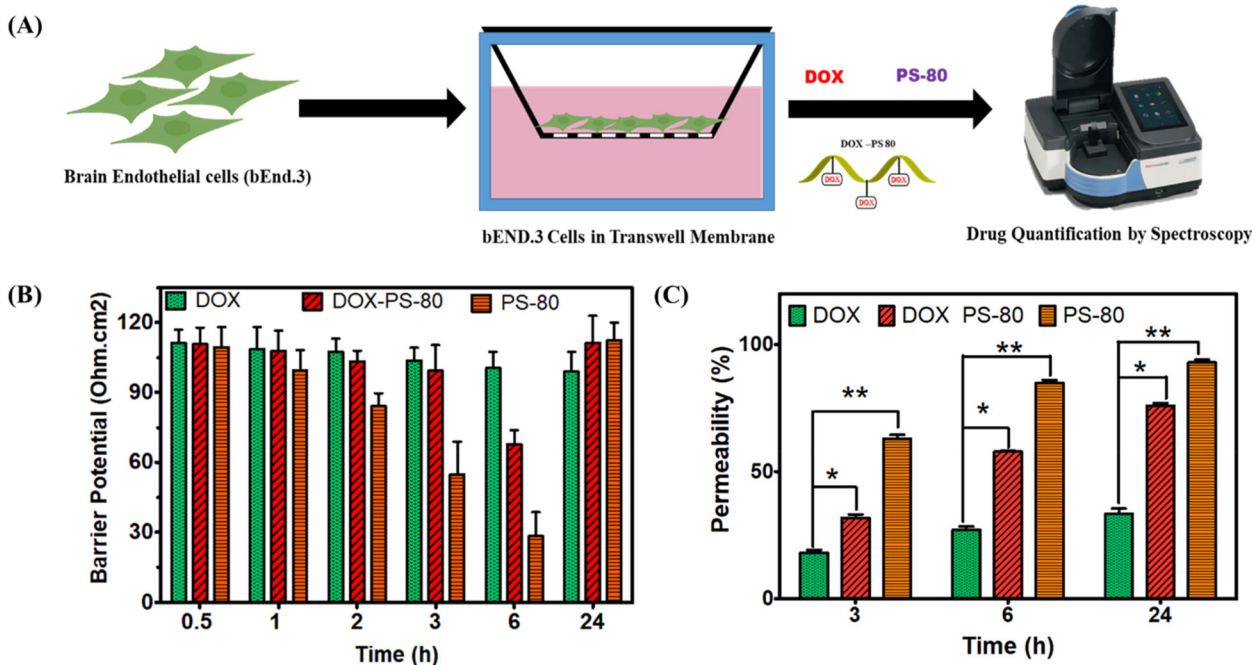 (A)
DOX PS-80
DOX –PS 80
DOX DOX
DOX
Brain Endothelial cells (bEnd.3)
bEND.3 Cells in Transwell Membrane
Drug Quantification by Spectroscopy
(B)
DOX DOX-PS-80 PS-80
Barrier Potential (Ohm.cm2)
120
90
60
30
0
0.5 1 2 3 6 24
Time (h)
(C)
DOX DOX PS-80 PS-80
Permeability (%)
100
50
0
** ** **
* * *
3 6 24
Time (h)